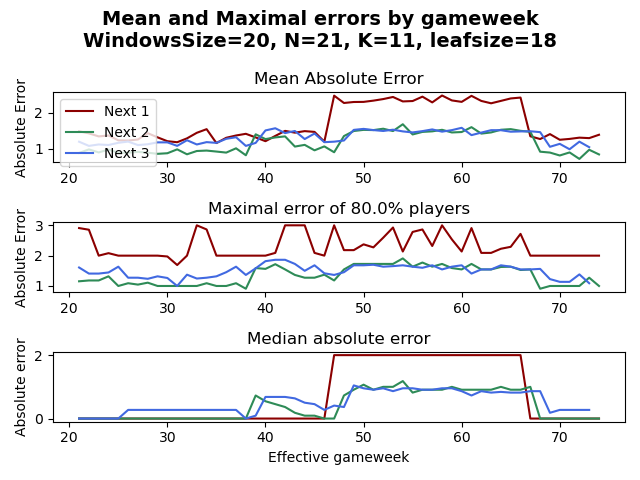 Mean and Maximal errors by gameweek
WindowsSize=20, N=21, K=11, leafsize=18
Mean Absolute Error
Absolute Error
2
1
Next 1
Next 2
Next 3
20 30 40 50 60 70
Maximal error of 80.0% players
Absolute Error
3
2
1
20 30 40 50 60 70
Median absolute error
Absolute error
2
0
20 30 40 50 60 70
Effective gameweek